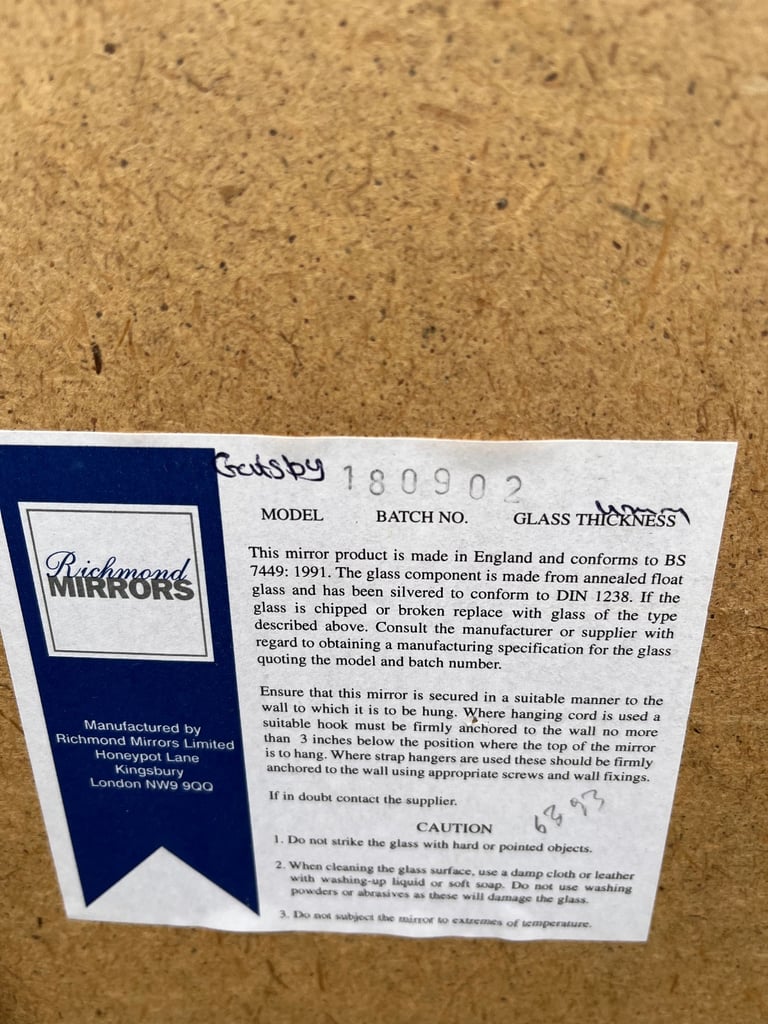 Gatsby 180902
MODEL BATCH NO. GLASS THICKNESS
Richmond
MIRRORS
This mirror product is made in England and conforms to BS
7449: 1991. The glass component is made from annealed float
glass and has been silvered to conform to DIN 1238. If the
glass is chipped or broken replace with glass of the type
described above. Consult the manufacturer or supplier with
regard to obtaining a manufacturing specification for the glass
quoting the model and batch number.
Ensure that this mirror is secured in a suitable manner to the
wall to which it is to be hung. Where hanging cord is used a
suitable hook must be firmly anchored to the wall no more
than 3 inches below the position where the top of the mirror
is to hang. Where strap hangers are used these should be firmly
anchored to the wall using appropriate screws and wall fixings.
If in doubt contact the supplier.
Manufactured by
Richmond Mirrors Limited
Honeypot Lane
Kingsbury
London NW9 9QQ
CAUTION
1. Do not strike the glass with hard or pointed objects.
2. When cleaning the glass surface, use a damp cloth or leather
with washing-up liquid or soft soap. Do not use washing
powders or abrasives as these will damage the glass.
3. Do not subject the mirror to extremes of temperature.